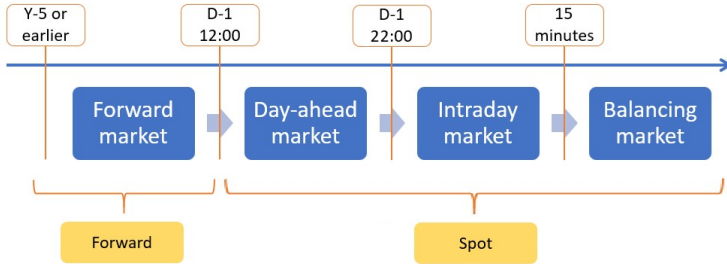 Y-5 or
earlier
D-1
12:00
D-1
22:00
15
minutes
Forward
market
Day-ahead
market
Intraday
market
Balancing
market
Forward
Spot